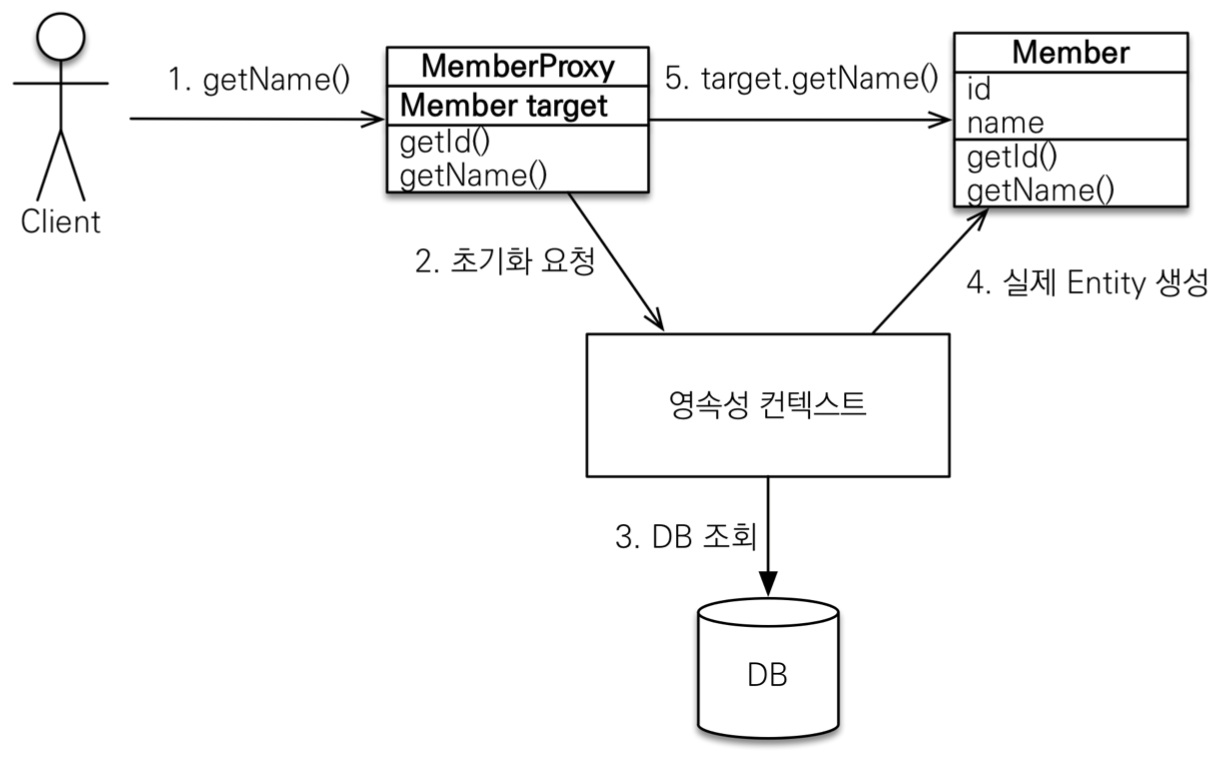 1. getName()
Client
MemberProxy
Member target
getId()
getName()
5. target.getName()
Member
id
name
getId()
getName()
2. 초기화 요청
4. 실제 Entity 생성
영속성 컨텍스트
3. DB 조회
DB